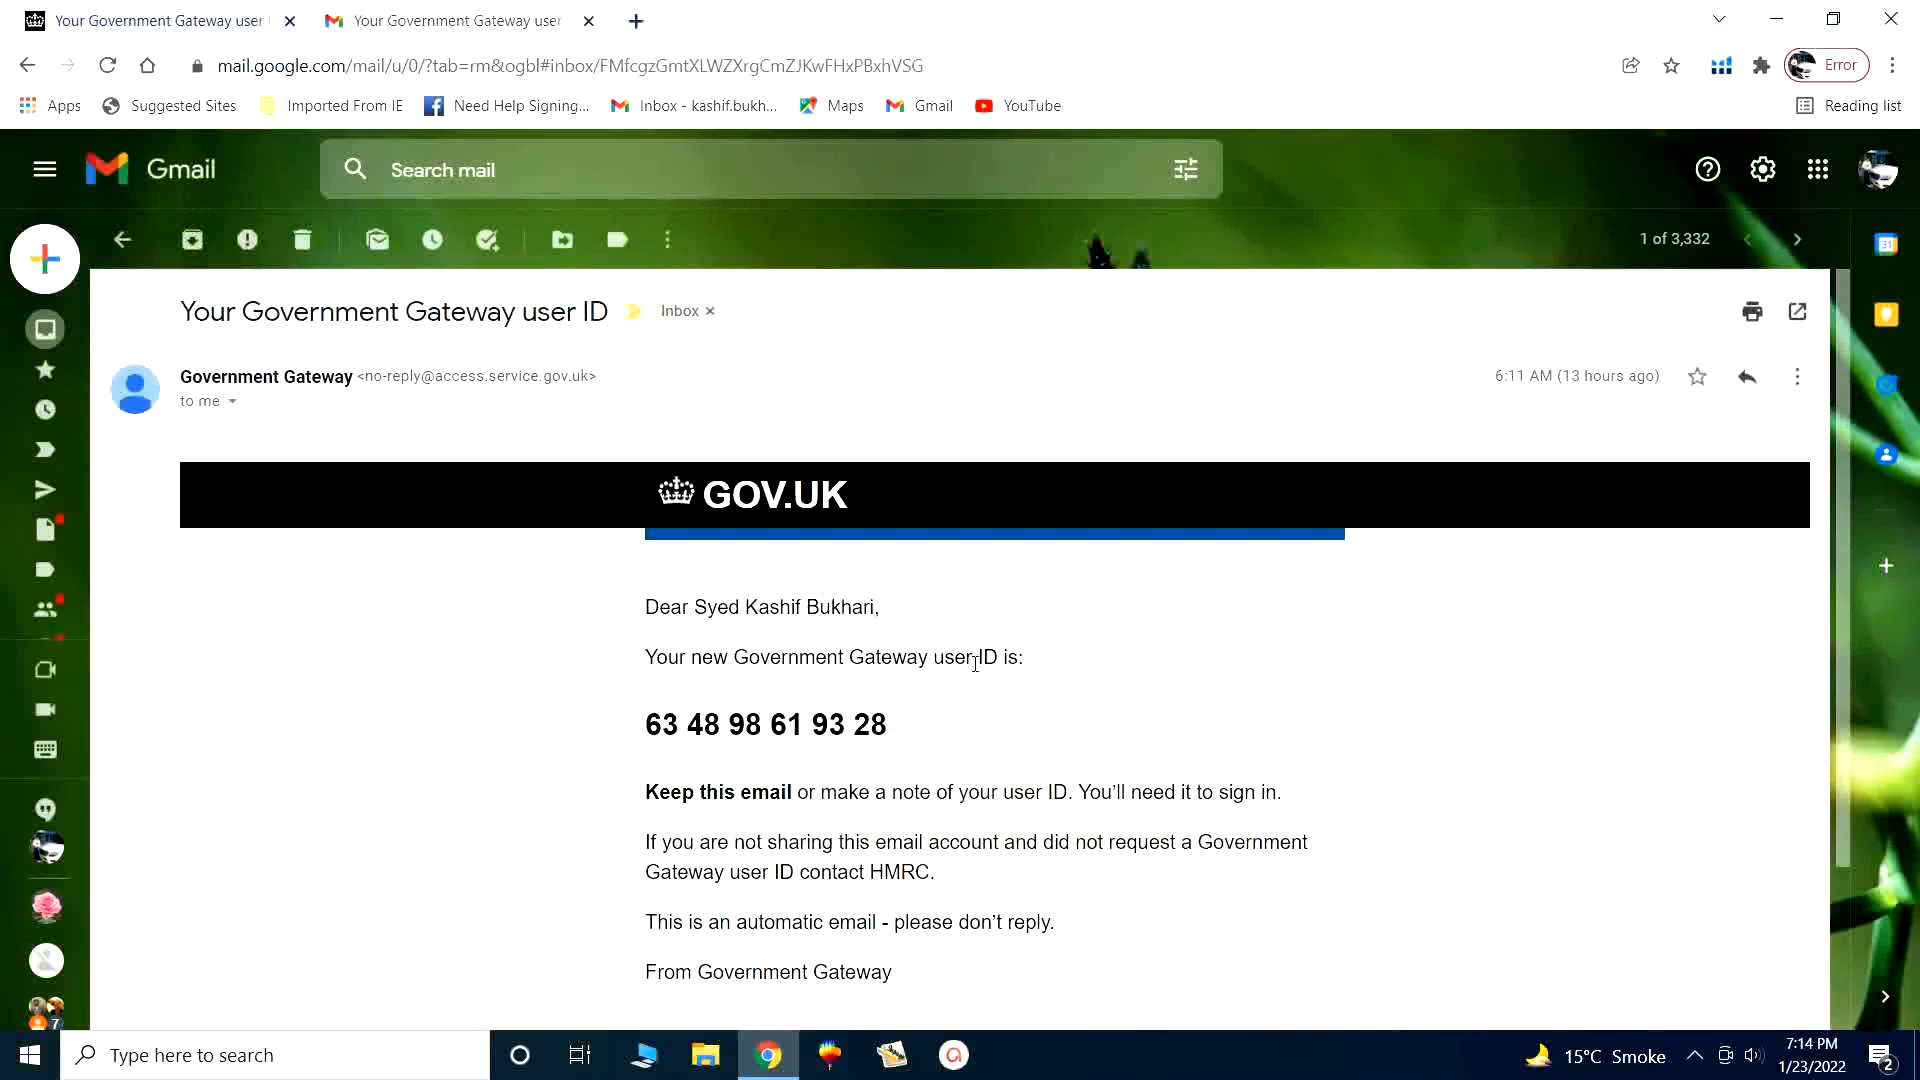 Your Government Gateway user
Your Government Gateway user
mail.google.com/mail/u/0/?tab=rm&ogbl#inbox/FMfcgzGmtXLWZXrgCmZJKwFHxPBxhVSG
Error
Apps
Suggested Sites
Imported From IE
Need Help Signing...
Inbox - kashif.bukh...
Maps
Gmail
YouTube
Reading list
Gmail
Search mail
1 of 3,332
31
Your Government Gateway user ID
Inbox ×
Government Gateway <no-reply@access.service.gov.uk>
6:11 AM (13 hours ago)
to me
GOV.UK
Dear Syed Kashif Bukhari,
Your new Government Gateway user ID is:
63 48 98 61 93 28
Keep this email or make a note of your user ID. You’ll need it to sign in.
If you are not sharing this email account and did not request a Government
Gateway user ID contact HMRC.
This is an automatic email - please don’t reply.
From Government Gateway
7
Type here to search
15°C Smoke
7:14 PM
1/23/2022
2